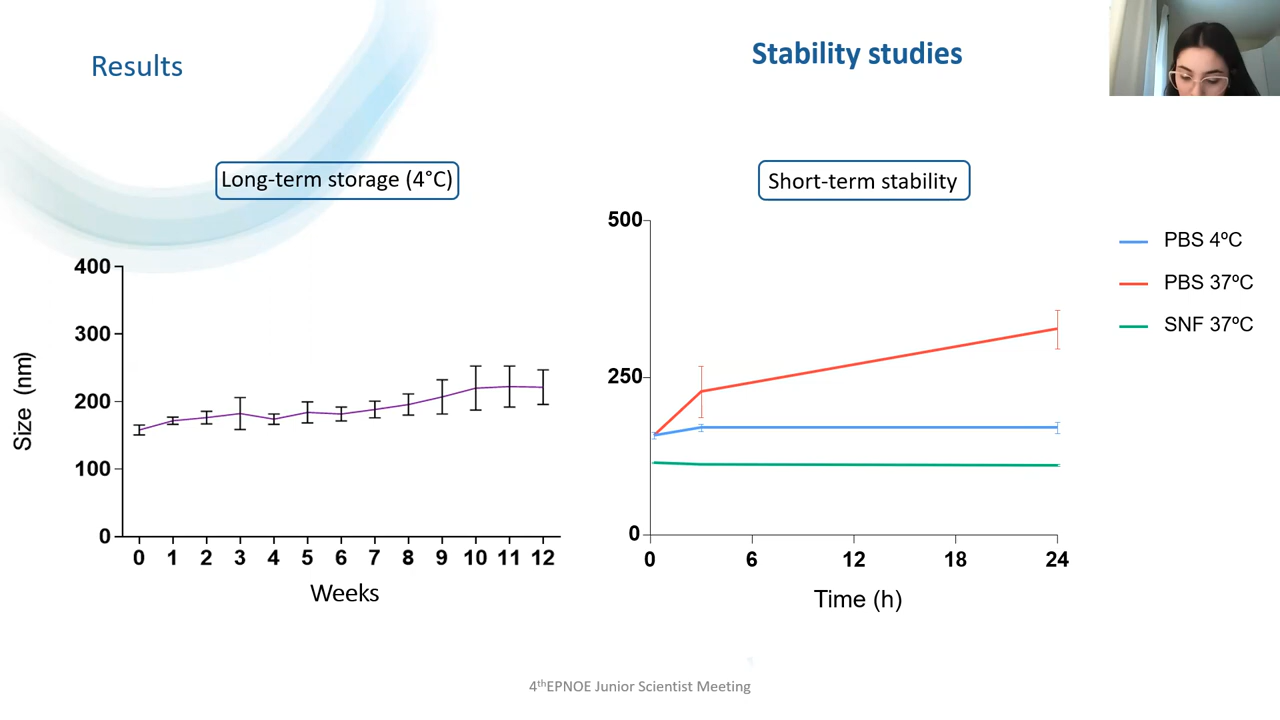 Results
Stability studies
Long-term storage (4°C)
Short-term stability
400
300
200
100
0
Size (nm)
0 1 2 3 4 5 6 7 8 9 10 11 12
Weeks
500
250
0
0 6 12 18 24
Time (h)
PBS 4ºC
PBS 37ºC
SNF 37ºC
4thEPNOE Junior Scientist Meeting